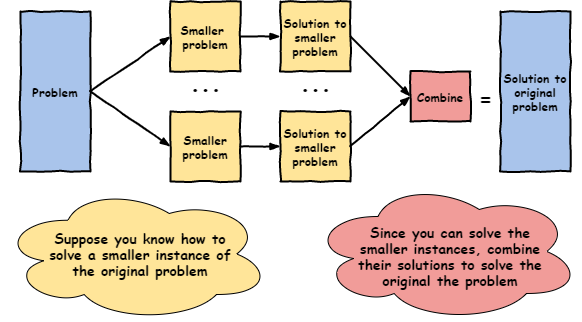 Problem
Smaller
problem
Solution to
smaller
problem
...
...
Smaller
problem
Solution to
smaller
problem
Combine
=
Solution to
original
problem
Suppose you know how to
solve a smaller instance of
the original problem
Since you can solve the
smaller instances, combine
their solutions to solve the
original the problem